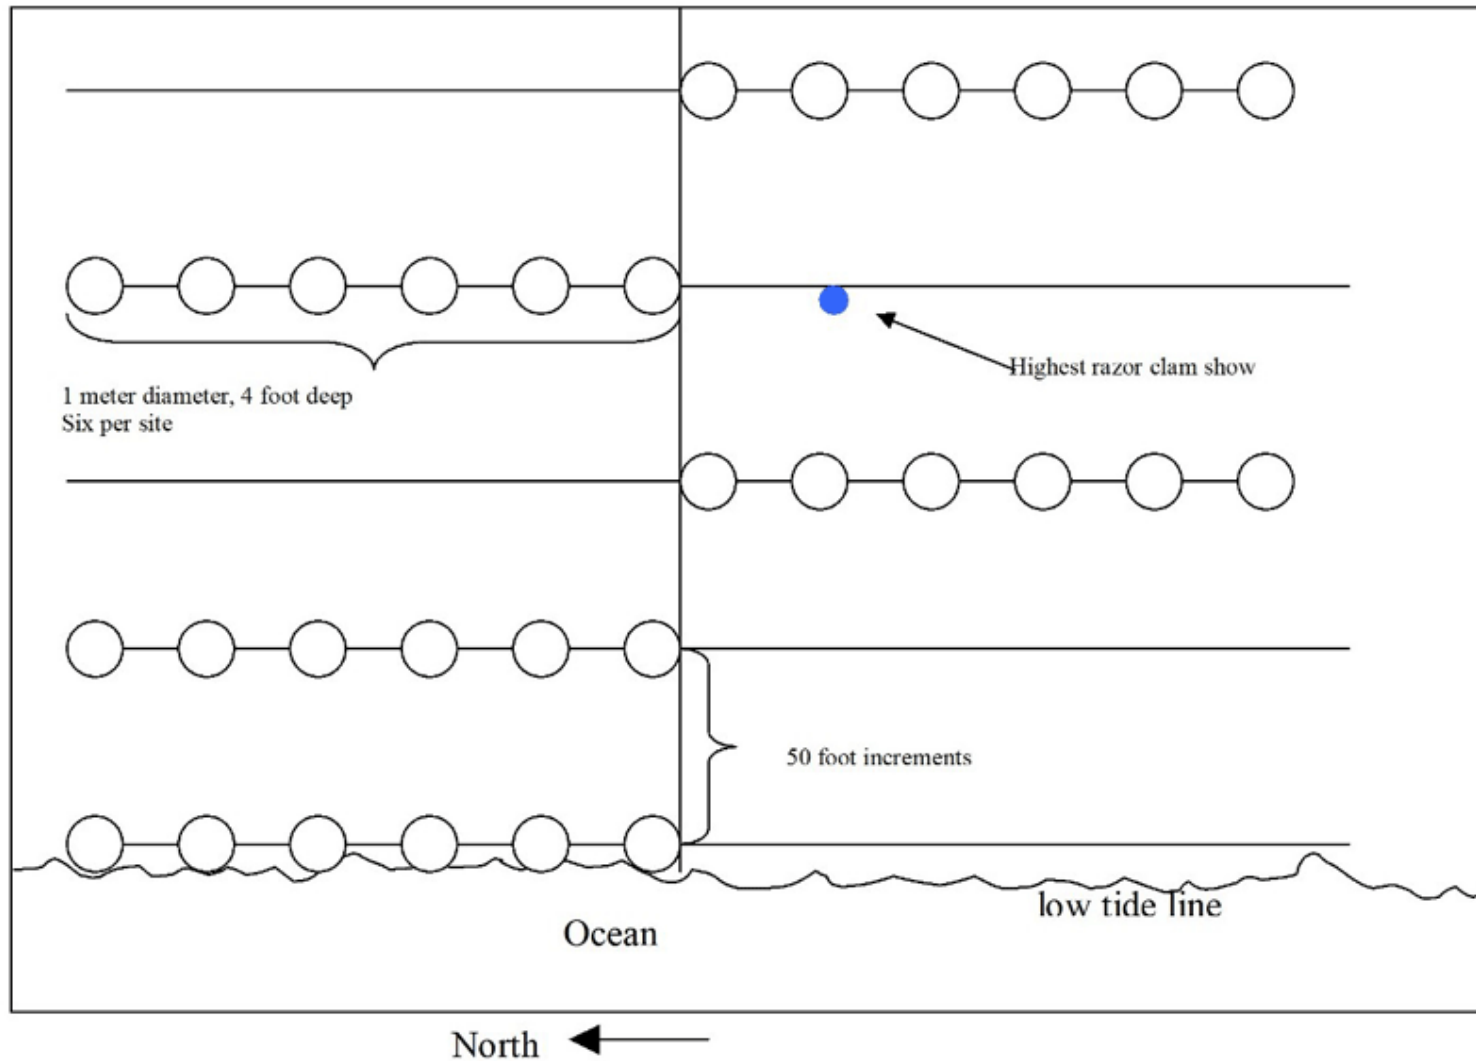 Highest razor clam show
1 meter diameter, 4 foot deep
Six per site
50 foot increments
low tide line
Ocean
North